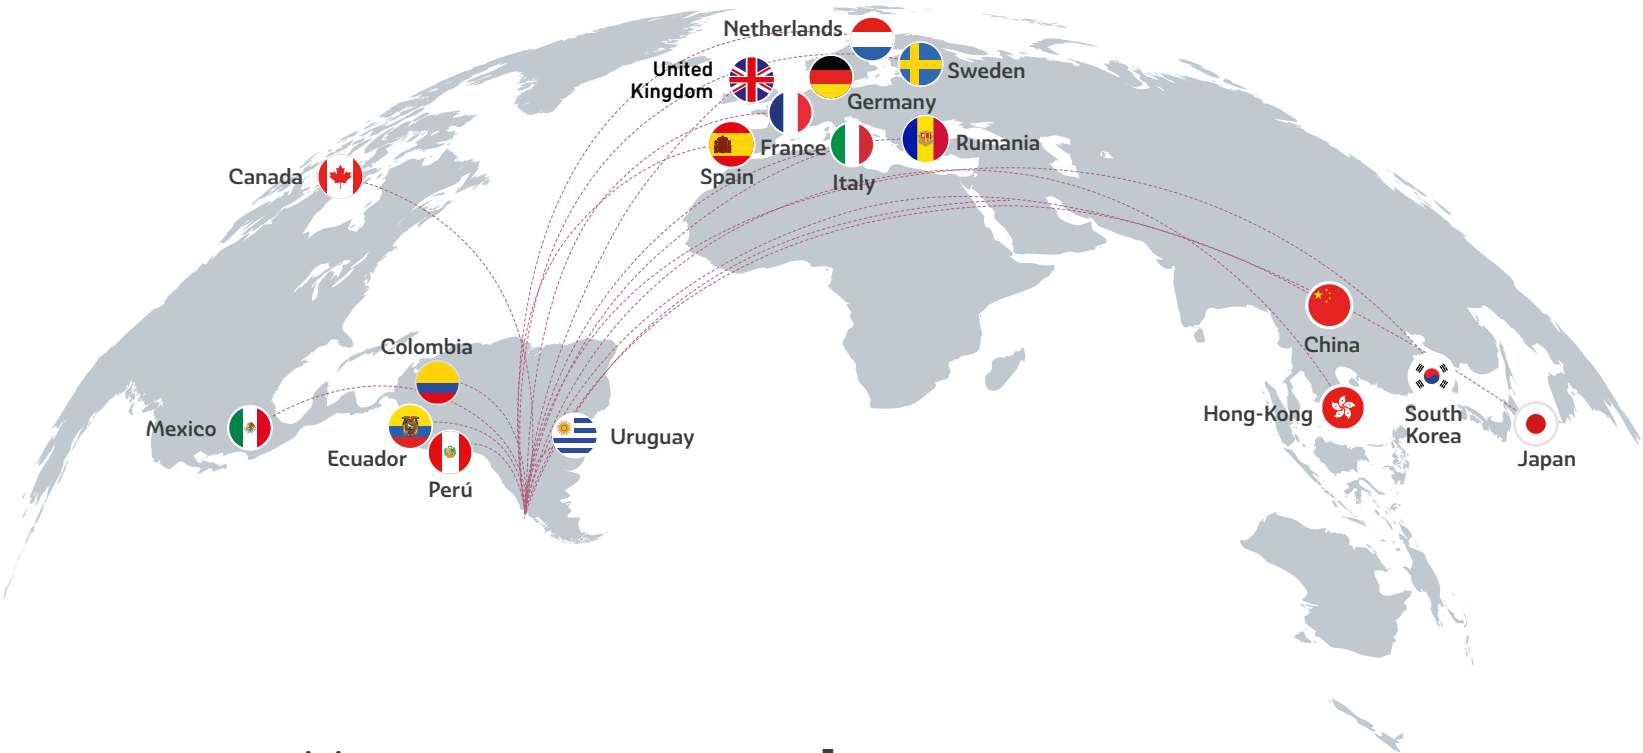 Netherlands
United
Kingdom
Sweden
Germany
France
Rumania
Spain
Italy
Canada
Colombia
Mexico
Ecuador
Perú
Uruguay
China
Hong-Kong
South
Korea
Japan